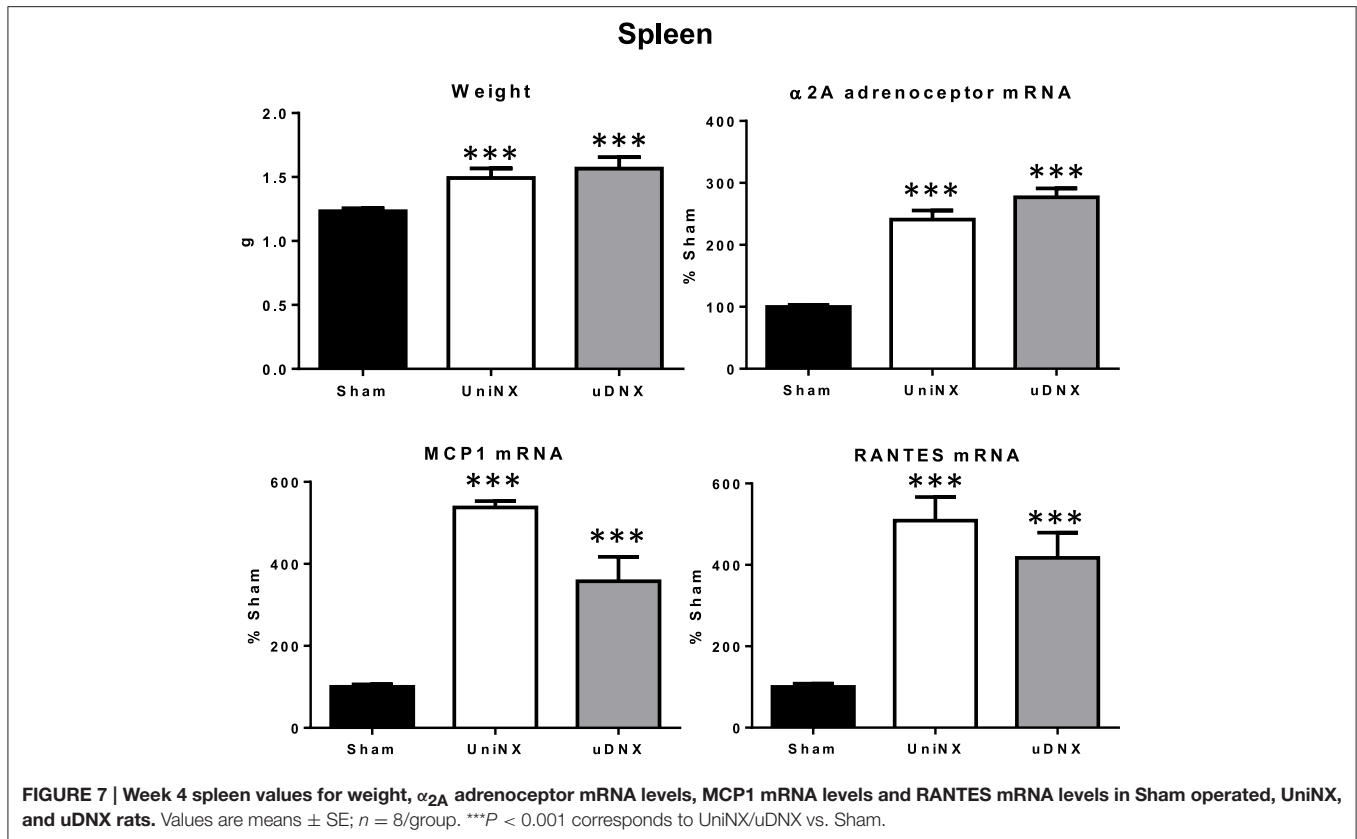 Spleen
Weight
2.0
1.5
1.0
0.5
0.0
g
***
***
Sham
UniNX
uDNX
α2A adrenoceptor mRNA
400
300
200
100
0
% Sham
***
***
Sham
UniNX
uDNX
MCP1 mRNA
600
400
200
0
% Sham
***
***
Sham
UniNX
uDNX
RANTES mRNA
600
400
200
0
% Sham
***
***
Sham
UniNX
uDNX
FIGURE 7 | Week 4 spleen values for weight, α2A adrenoceptor mRNA levels, MCP1 mRNA levels and RANTES mRNA levels in Sham operated, UniNX,
and uDNX rats. Values are means ± SE; n = 8/group. ***P < 0.001 corresponds to UniNX/uDNX vs. Sham.